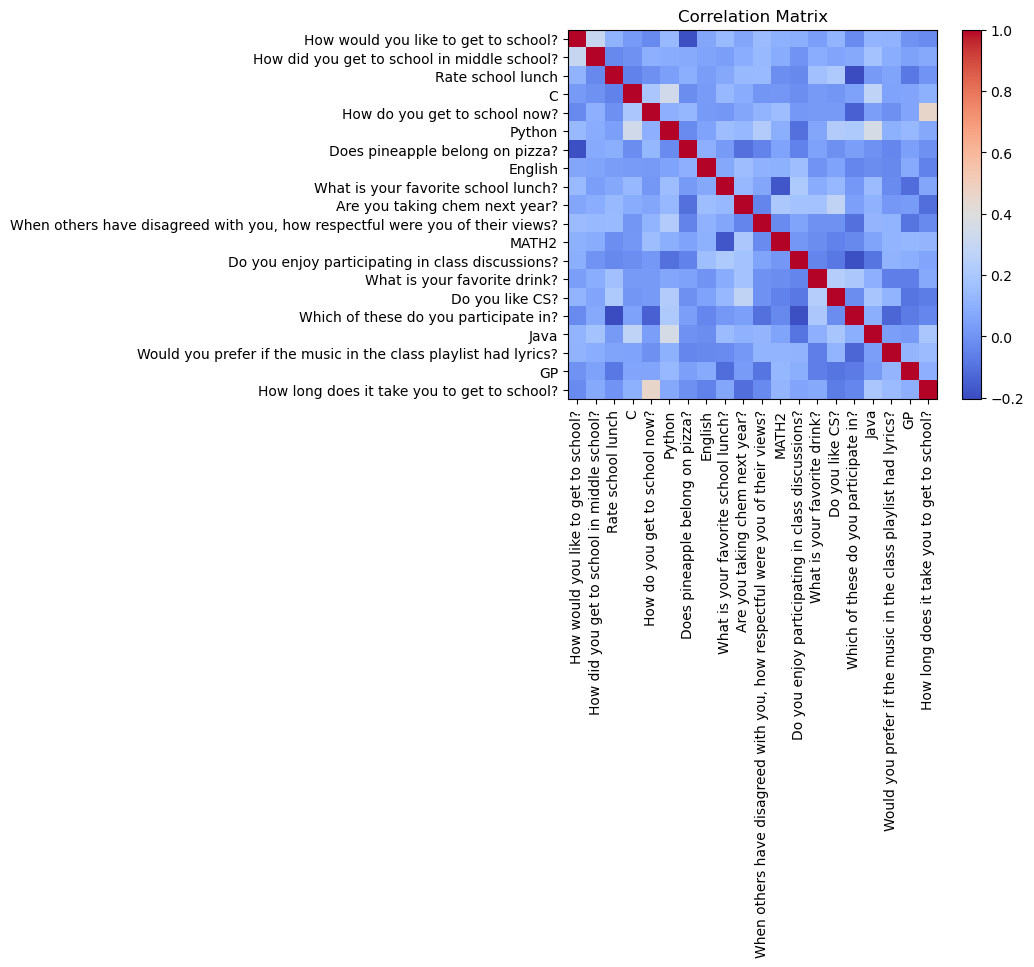 Correlation Matrix
How would you like to get to school?
How did you get to school in middle school?
Rate school lunch
C
How do you get to school now?
Python
Does pineapple belong on pizza?
English
What is your favorite school lunch?
Are you taking chem next year?
When others have disagreed with you, how respectful were you of their views?
MATH2
Do you enjoy participating in class discussions?
What is your favorite drink?
Do you like CS?
Which of these do you participate in?
Java
Would you prefer if the music in the class playlist had lyrics?
GP
How long does it take you to get to school?
1.0
0.8
0.6
0.4
0.2
0.0
−0.2
How would you like to get to school?
How did you get to school in middle school?
Rate school lunch
C
How do you get to school now?
Python
Does pineapple belong on pizza?
English
What is your favorite school lunch?
Are you taking chem next year?
When others have disagreed with you, how respectful were you of their views?
MATH2
Do you enjoy participating in class discussions?
What is your favorite drink?
Do you like CS?
Which of these do you participate in?
Java
Would you prefer if the music in the class playlist had lyrics?
GP
How long does it take you to get to school?